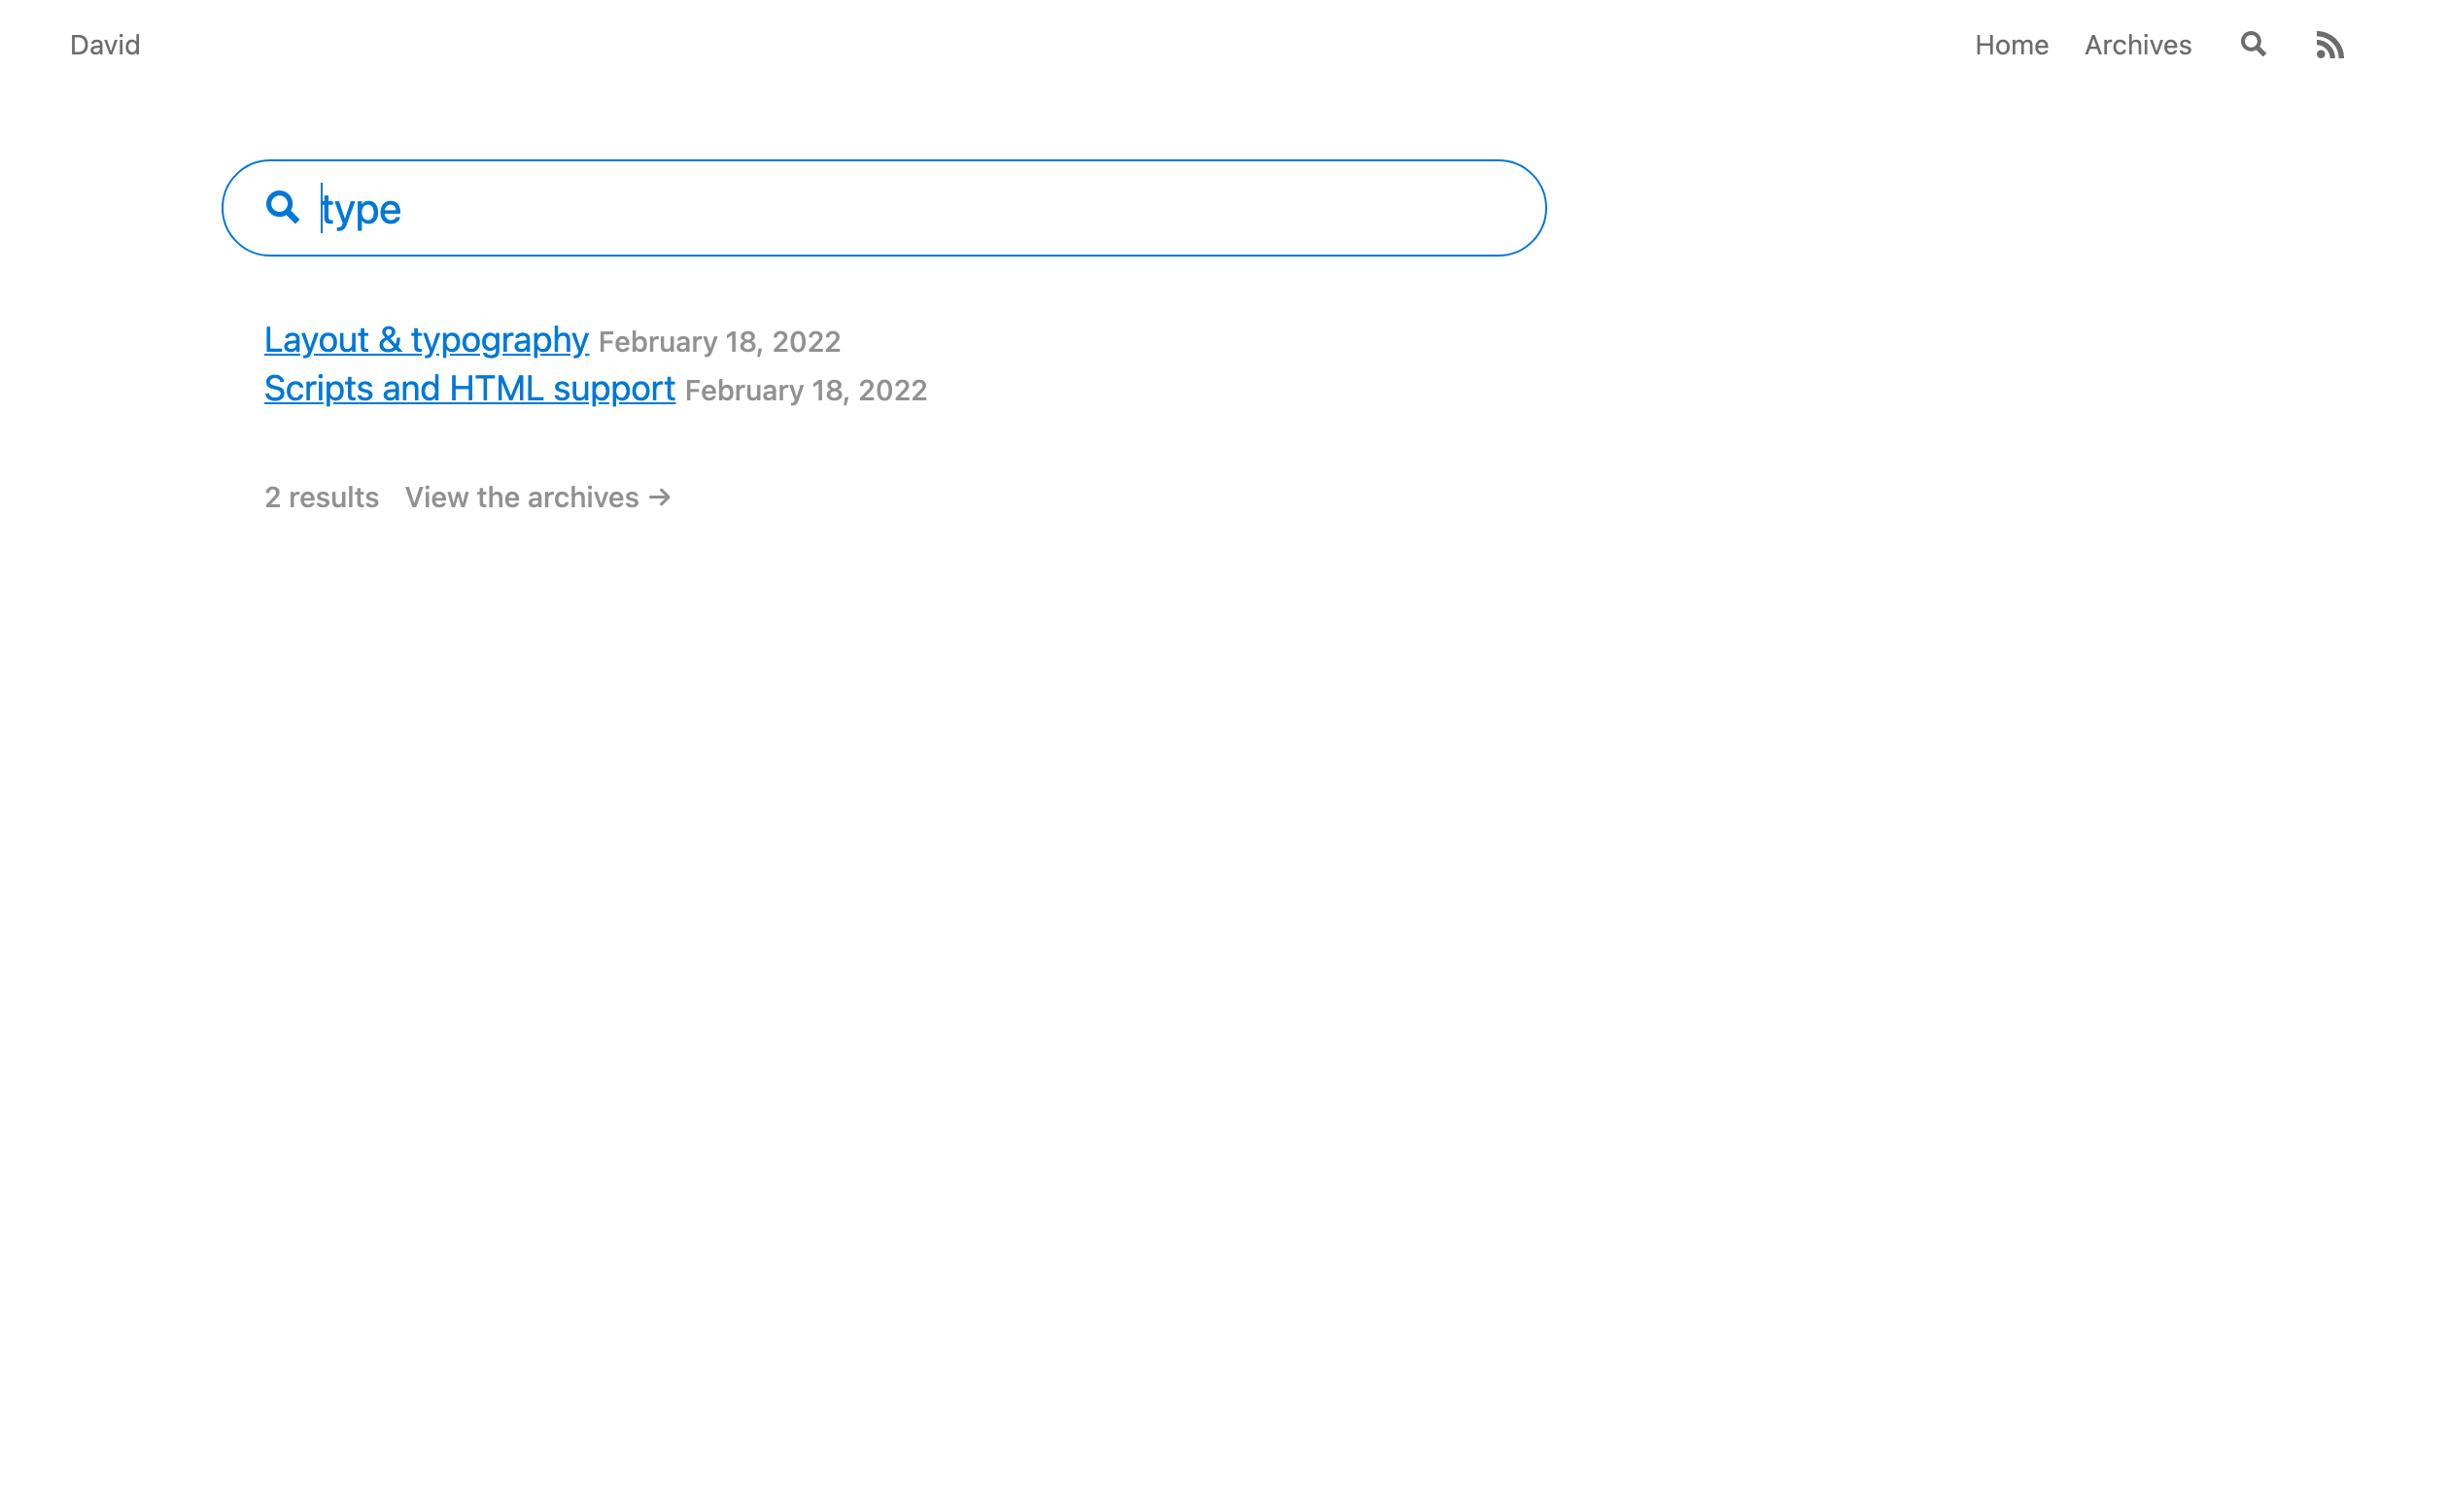 David Home Archives
type
Layout & typography February 18, 2022
Scripts and HTML support February 18, 2022
2 results View the archives →